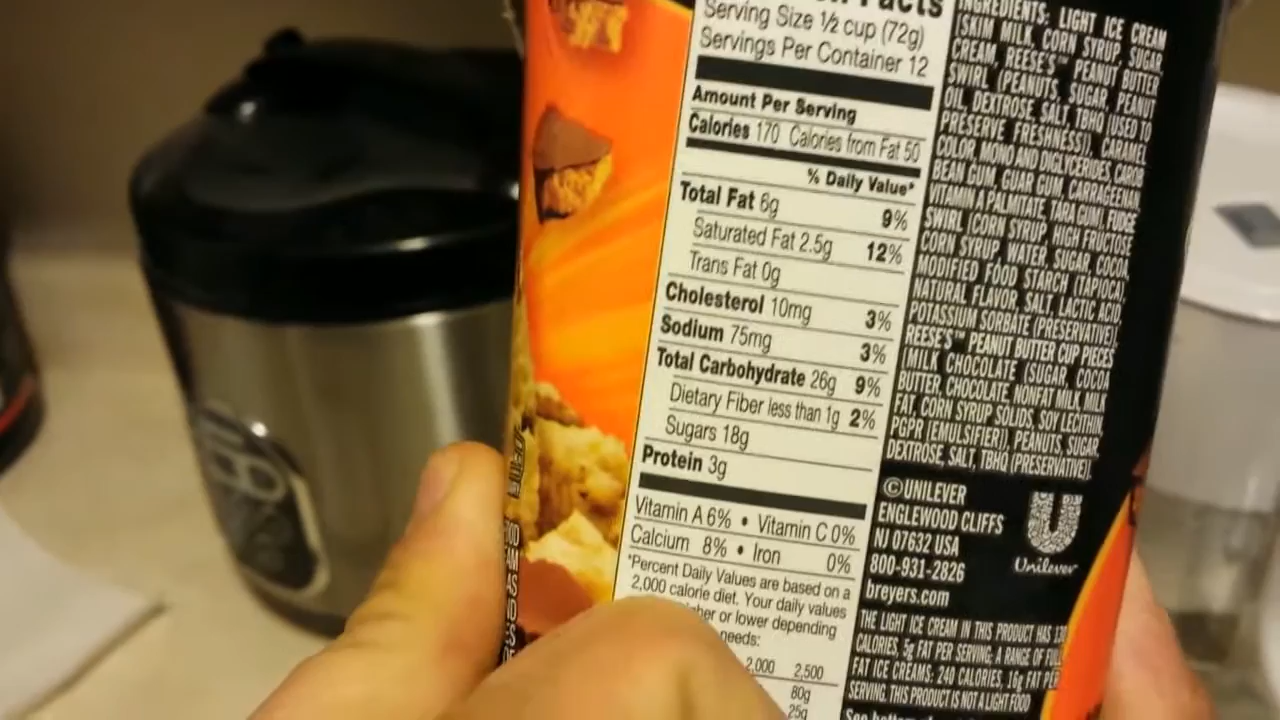 Facts
Serving Size ½ cup (72g)
Servings Per Container 12
Amount Per Serving
Calories 170 Calories from Fat 50
% Daily Value*
Total Fat 6g 9%
Saturated Fat 2.5g 12%
Trans Fat 0g
Cholesterol 10mg 3%
Sodium 75mg 3%
Total Carbohydrate 26g 9%
Dietary Fiber less than 1g 2%
Sugars 18g
Protein 3g
Vitamin A 6% • Vitamin C 0%
Calcium 8% • Iron 0%
*Percent Daily Values are based on a
2,000 calorie diet. Your daily values
or lower depending
needs:
2,000 2,500
80g
25g
INGREDIENTS: LIGHT ICE CREAM
(SKIM MILK, CORN SYRUP, SUGAR,
CREAM, REESE'S™ PEANUT BUTTER
SWIRL (PEANUTS, SUGAR, PEANUT
OIL, DEXTROSE, SALT, TBHQ (USED TO
PRESERVE FRESHNESS)), CARAMEL
COLOR, MONO AND DIGLYCERIDES, CAROB
BEAN GUM, GUAR GUM, CARRAGEENAN,
VITAMIN A PALMITATE, TARA GUM), FUDGE
SWIRL (CORN SYRUP, HIGH FRUCTOSE
CORN SYRUP, WATER, SUGAR, COCOA,
MODIFIED FOOD STARCH (TAPIOCA),
NATURAL FLAVOR, SALT, LACTIC ACID,
POTASSIUM SORBATE (PRESERVATIVE)),
REESE'S™ PEANUT BUTTER CUP PIECES
(MILK CHOCOLATE (SUGAR, COCOA
BUTTER, CHOCOLATE, NONFAT MILK, MILK
FAT, CORN SYRUP SOLIDS, SOY LECITHIN,
PGPR (EMULSIFIER)), PEANUTS, SUGAR,
DEXTROSE, SALT, TBHQ (PRESERVATIVE)).
©UNILEVER
ENGLEWOOD CLIFFS
NJ 07632 USA
800-931-2826
breyers.com
Unilever
THE LIGHT ICE CREAM IN THIS PRODUCT HAS 130
CALORIES, 5g FAT PER SERVING; A RANGE OF FULL
FAT ICE CREAMS: 240 CALORIES, 16g FAT PER
SERVING. THIS PRODUCT IS NOT A LIGHT FOOD